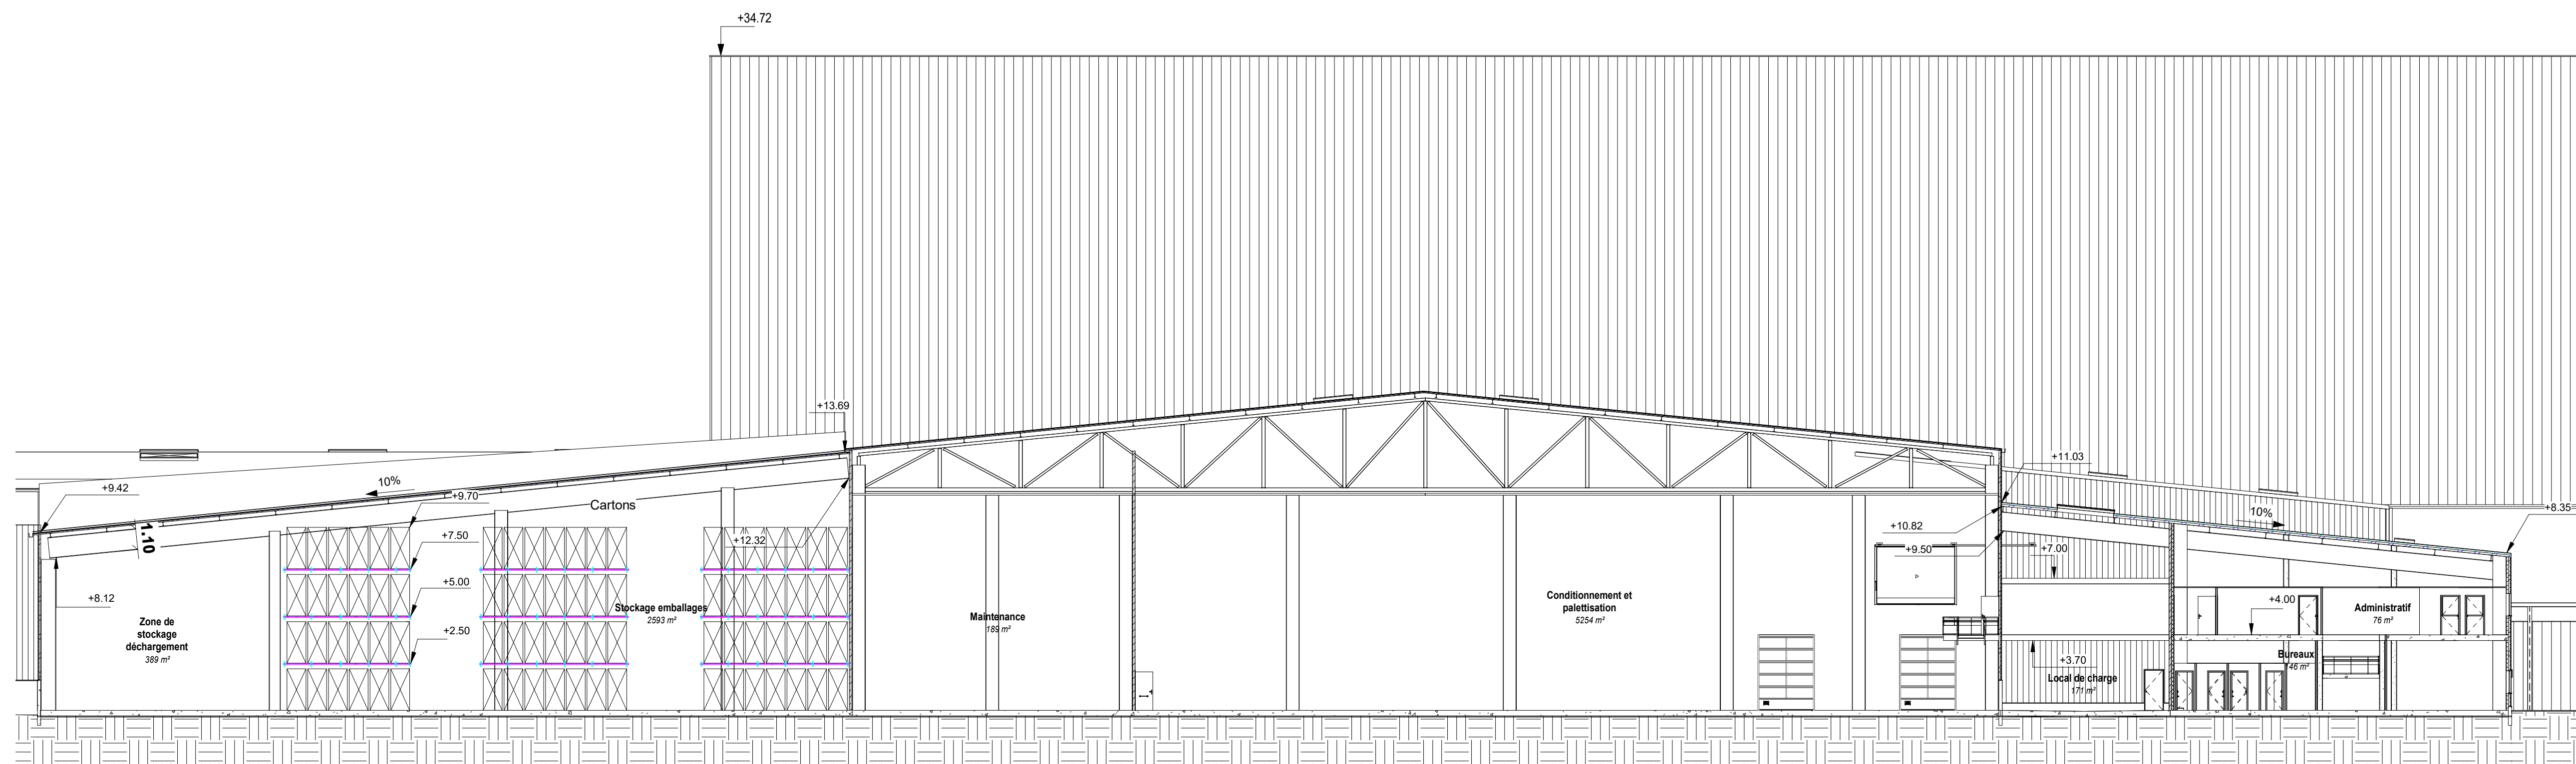 +34.72
+13.69
+9.42
10%
+9.70
Cartons
1.10
+7.50
+12.32
+5.00
+8.12
+2.50
Zone de
stockage
déchargement
389 m²
Stockage emballages
2593 m²
Maintenance
189 m²
Conditionnement et
palettisation
5254 m²
+11.03
+10.82
+9.50
+7.00
10%
+8.35
+4.00
Administratif
76 m²
Bureaux
46 m²
+3.70
Local de charge
171 m²